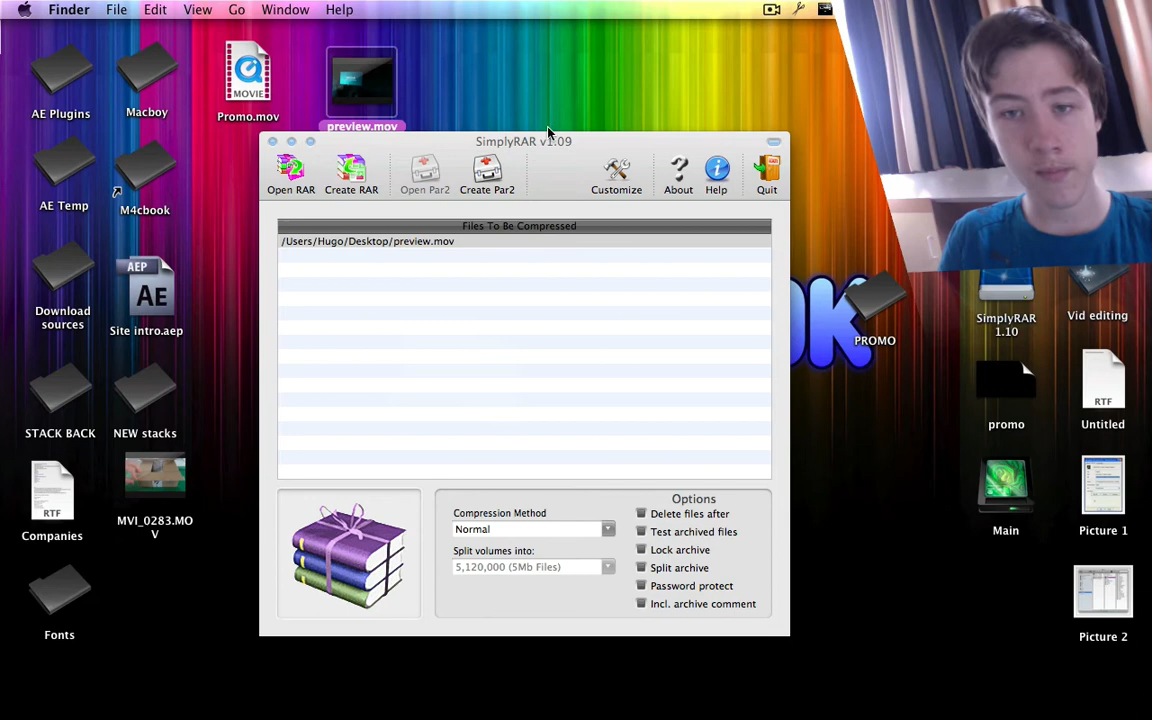 Finder File Edit View Go Window Help
AE Plugins
Macboy
MOVIE
Promo.mov
preview.mov
SimplyRAR v1.09
Open RAR Create RAR Open Par2 Create Par2 Customize About Help Quit
AE Temp
M4cbook
Files To Be Compressed
/Users/Hugo/Desktop/preview.mov
Download
sources
AEP
AE
Site intro.aep
PROMO
SimplyRAR
1.10
Vid editing
STACK BACK
NEW stacks
promo
RTF
Untitled
RTF
Companies
MVI_0283.MO
V
Compression Method
Normal
Split volumes into:
5,120,000 (5Mb Files)
Options
Delete files after
Test archived files
Lock archive
Split archive
Password protect
Incl. archive comment
Main
Picture 1
Fonts
Picture 2